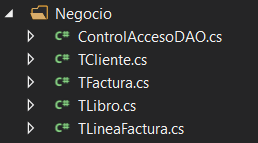 Negocio
C# ControlAccesoDAO.cs
C# TCliente.cs
C# TFactura.cs
C# TLibro.cs
C# TLineaFactura.cs